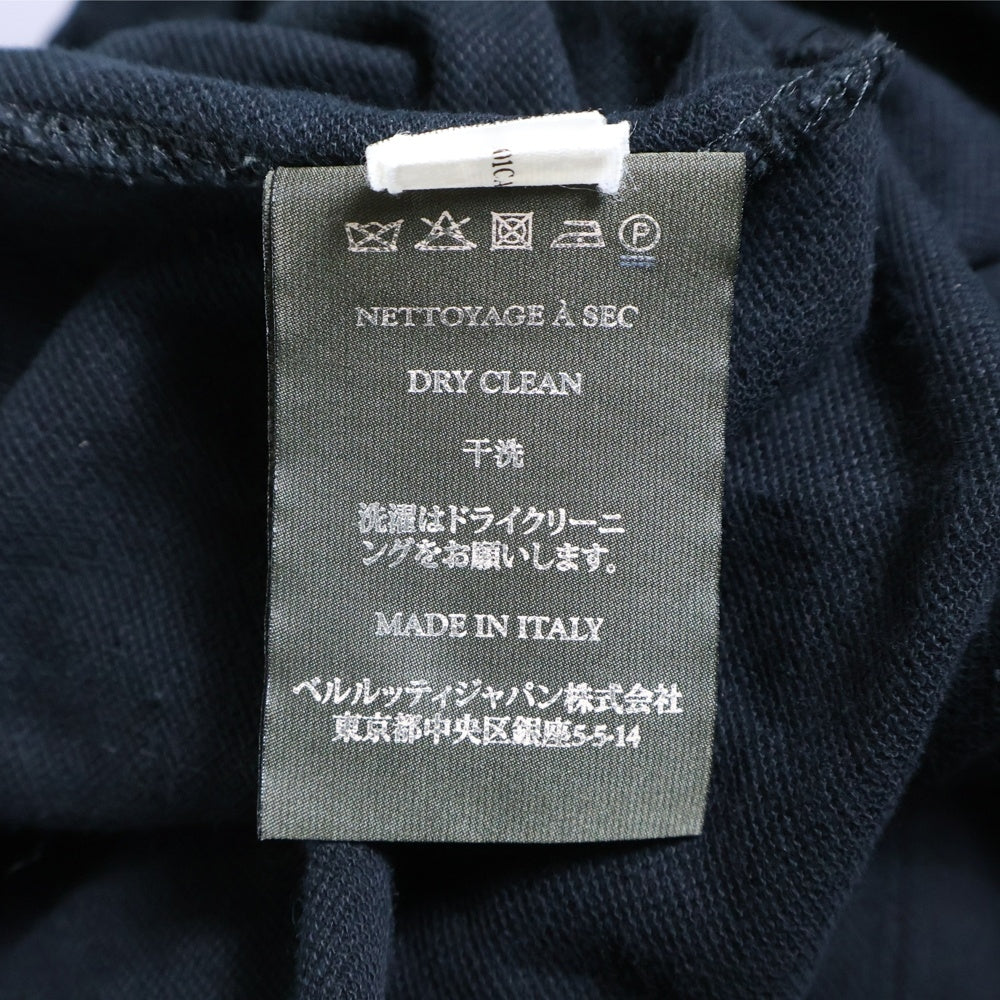 P
NETTOYAGE À SEC
DRY CLEAN
干洗
洗濯はドライクリーニ
ングをお願いします。
MADE IN ITALY
ベルルッティジャパン株式会社
東京都中央区銀座5-5-14